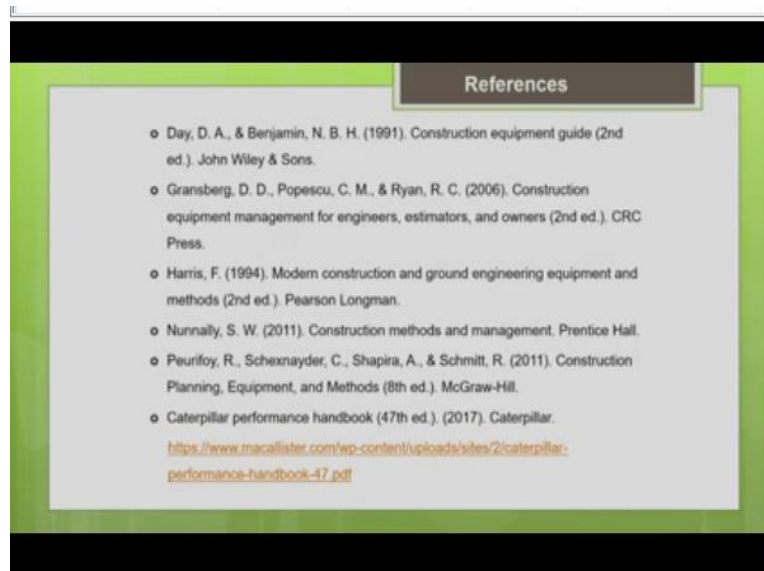 References
Day, D. A., & Benjamin, N. B. H. (1991). Construction equipment guide (2nd
ed.). John Wiley & Sons.
Gransberg, D. D., Popescu, C. M., & Ryan, R. C. (2006). Construction
equipment management for engineers, estimators, and owners (2nd ed.). CRC
Press.
Harris, F. (1994). Modern construction and ground engineering equipment and
methods (2nd ed.). Pearson Longman.
Nunnally, S. W. (2011). Construction methods and management. Prentice Hall.
Peurifoy, R., Schexnayder, C., Shapira, A., & Schmitt, R. (2011). Construction
Planning, Equipment, and Methods (8th ed.). McGraw-Hill.
Caterpillar performance handbook (47th ed.). (2017). Caterpillar.
https://www.macallister.com/wp-content/uploads/sites/2/caterpillar-
performance-handbook-47.pdf